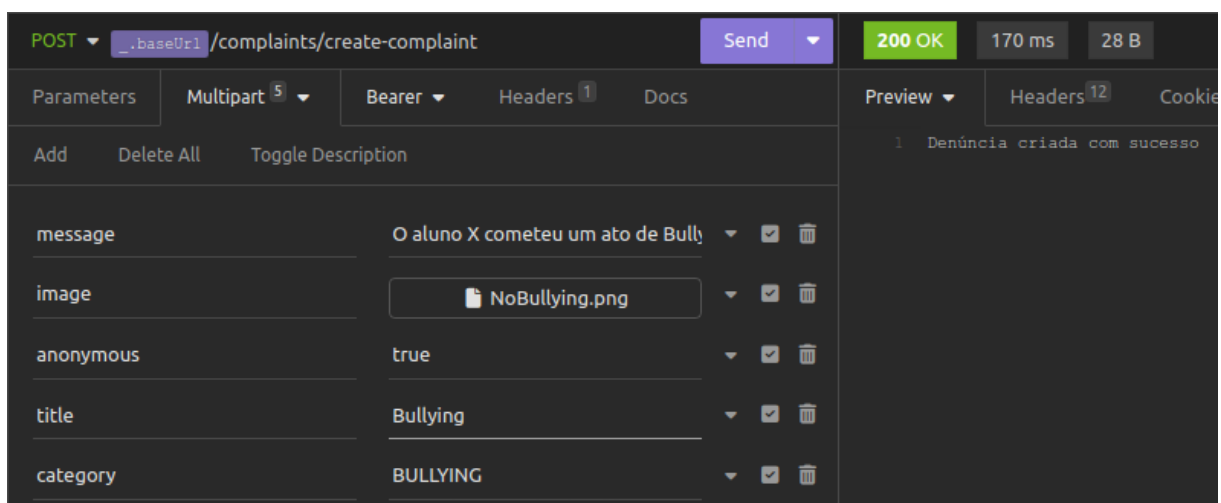 POST _.baseUrl /complaints/create-complaint Send 200 OK 170 ms 28 B
Parameters Multipart 5 Bearer Headers 1 Docs Preview Headers 12 Cookie
Add Delete All Toggle Description
1 Denúncia criada com sucesso
message O aluno X cometeu um ato de Bully
image NoBullying.png
anonymous true
title Bullying
category BULLYING